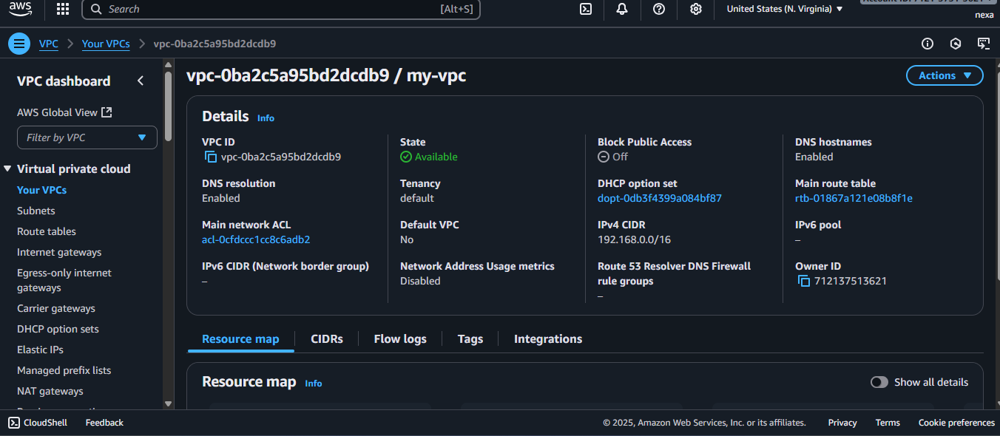 aws
Search [Alt+S]
United States (N. Virginia)
nexa
VPC > Your VPCs > vpc-0ba2c5a95bd2dcdb9
VPC dashboard
AWS Global View
Filter by VPC
Virtual private cloud
Your VPCs
Subnets
Route tables
Internet gateways
Egress-only internet
gateways
Carrier gateways
DHCP option sets
Elastic IPs
Managed prefix lists
NAT gateways
vpc-0ba2c5a95bd2dcdb9 / my-vpc
Actions
Details Info
VPC ID
vpc-0ba2c5a95bd2dcdb9
State
Available
Block Public Access
Off
DNS hostnames
Enabled
DNS resolution
Enabled
Tenancy
default
DHCP option set
dopt-0db3f4399a084bf87
Main route table
rtb-01867a121e08b8f1e
Main network ACL
acl-0cfdccc1cc8c6adb2
Default VPC
No
IPv4 CIDR
192.168.0.0/16
IPv6 pool
–
IPv6 CIDR (Network border group)
–
Network Address Usage metrics
Disabled
Route 53 Resolver DNS Firewall
rule groups
–
Owner ID
712137513621
Resource map
CIDRs
Flow logs
Tags
Integrations
Resource map Info
Show all details
CloudShell
Feedback
© 2025, Amazon Web Services, Inc. or its affiliates.
Privacy
Terms
Cookie preferences